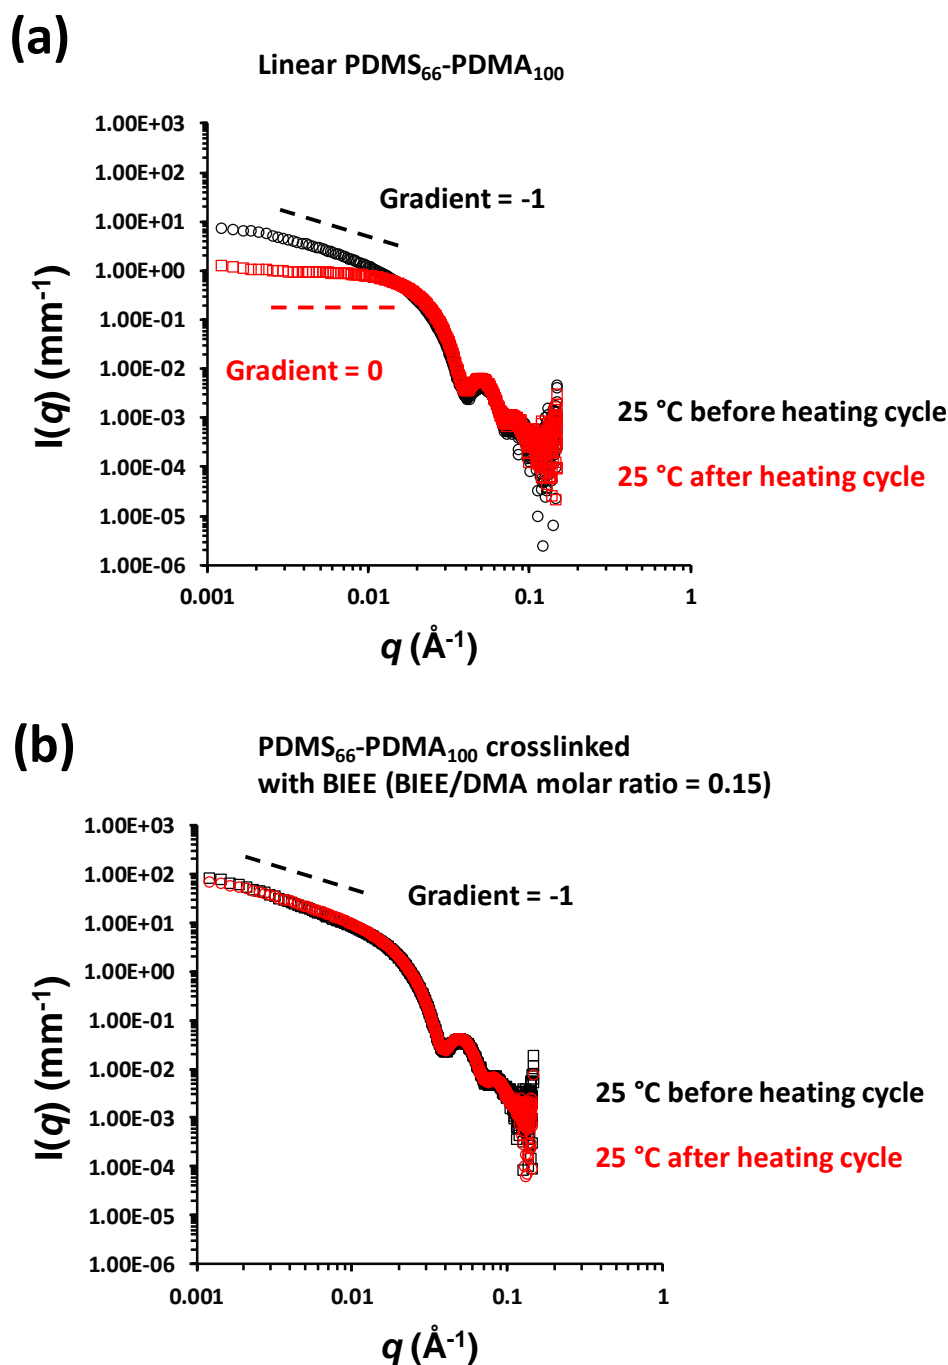 (a)
Linear PDMS₆₆-PDMA₁₀₀
1.00E+03
1.00E+02
1.00E+01
1.00E+00
1.00E-01
1.00E-02
1.00E-03
1.00E-04
1.00E-05
1.00E-06
I(q) (mm⁻¹)
Gradient = -1
Gradient = 0
25 °C before heating cycle
25 °C after heating cycle
0.001
0.01
0.1
1
q (Å⁻¹)
(b)
PDMS₆₆-PDMA₁₀₀ crosslinked
with BIEE (BIEE/DMA molar ratio = 0.15)
1.00E+03
1.00E+02
1.00E+01
1.00E+00
1.00E-01
1.00E-02
1.00E-03
1.00E-04
1.00E-05
1.00E-06
I(q) (mm⁻¹)
Gradient = -1
25 °C before heating cycle
25 °C after heating cycle
0.001
0.01
0.1
1
q (Å⁻¹)